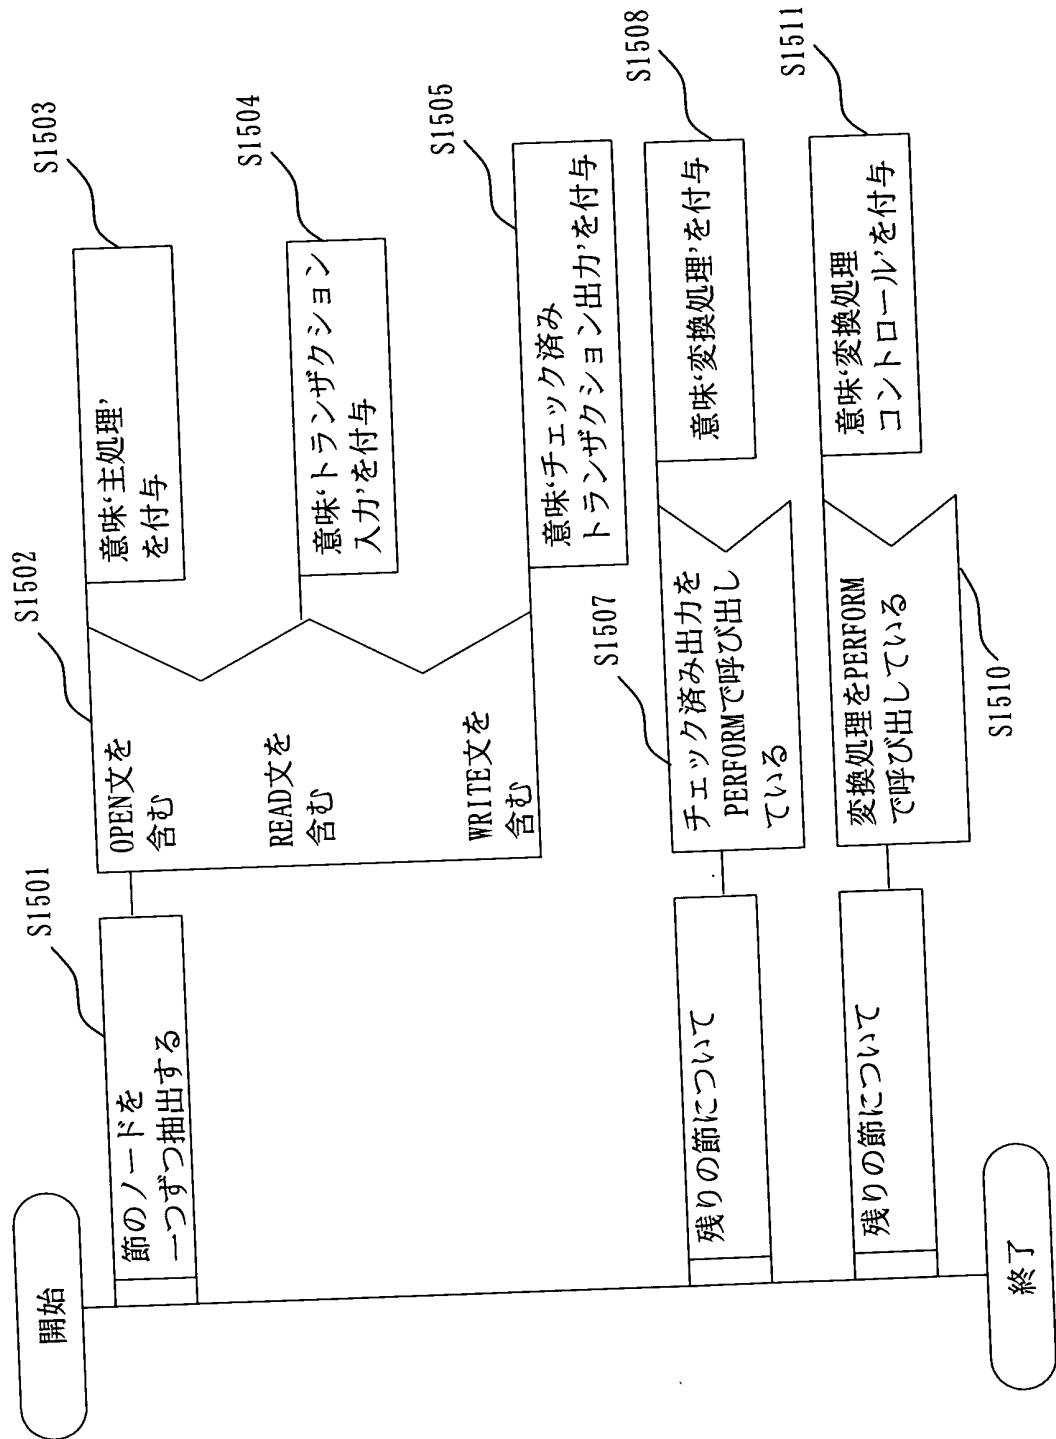 開始
S1501
節のノードを
一つずつ抽出する
S1502
OPEN文を
含む
S1503
意味‘主処理’
を付与
READ文を
含む
S1504
意味‘トランザクション
入力’を付与
WRITE文を
含む
S1505
意味‘チェック済み
トランザクション出力’を付与
残りの節について
S1507
チェック済み出力を
PERFORMで呼び出し
ている
S1508
意味‘変換処理’を付与
残りの節について
変換処理をPERFORM
で呼び出している
S1510
S1511
意味‘変換処理
コントロール’を付与
終了